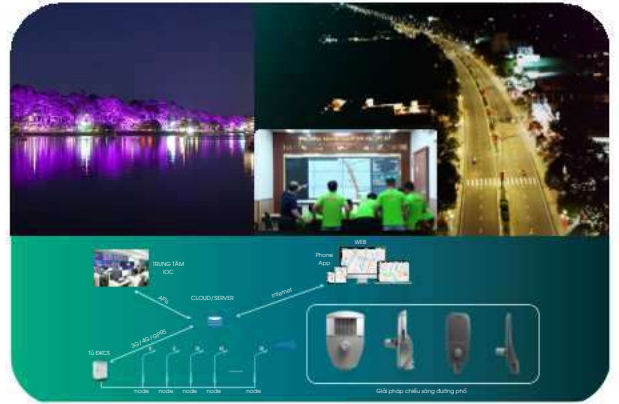 WEB
Phone
App
TRUNG TÂM
IOC
APIs
CLOUD/SERVER
Internet
3G/4G/GPRS
TỦ ĐKCS
node
node
node
node
node
Giải pháp chiếu sáng đường phố